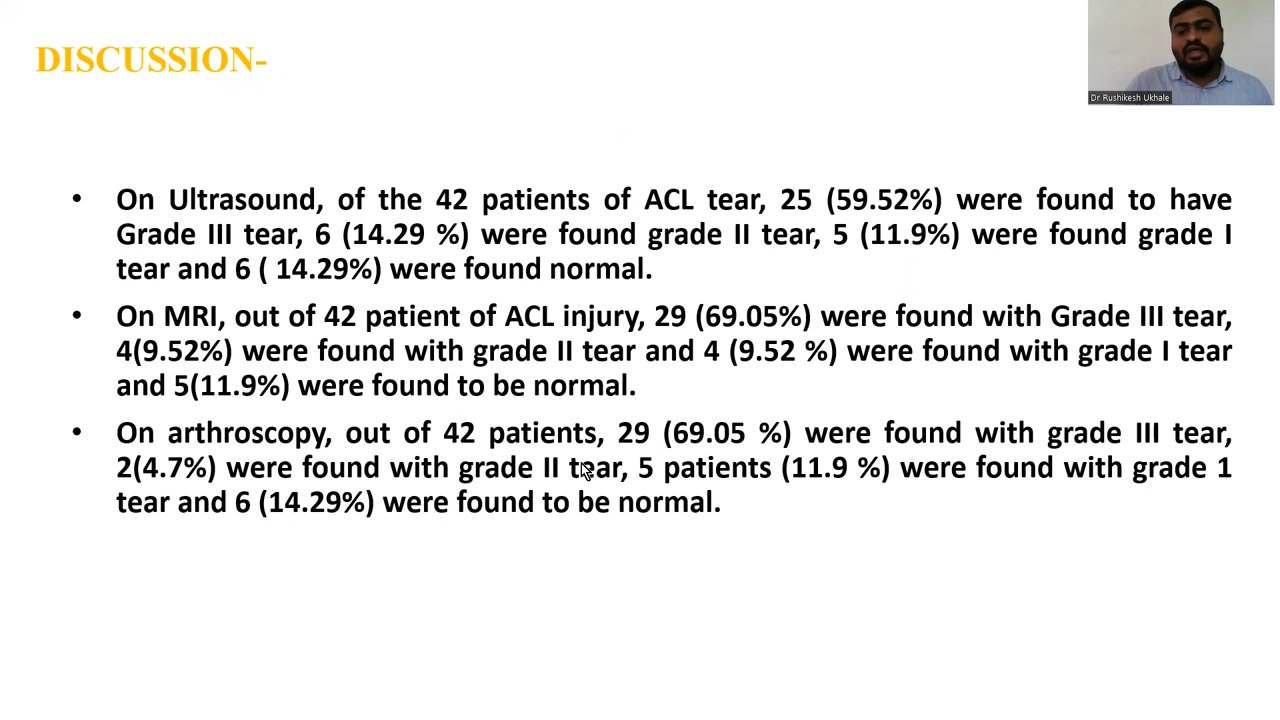 DISCUSSION-
Dr Rushikesh Ukhale
• On Ultrasound, of the 42 patients of ACL tear, 25 (59.52%) were found to have
Grade III tear, 6 (14.29 %) were found grade II tear, 5 (11.9%) were found grade I
tear and 6 ( 14.29%) were found normal.
• On MRI, out of 42 patient of ACL injury, 29 (69.05%) were found with Grade III tear,
4(9.52%) were found with grade II tear and 4 (9.52 %) were found with grade I tear
and 5(11.9%) were found to be normal.
• On arthroscopy, out of 42 patients, 29 (69.05 %) were found with grade III tear,
2(4.7%) were found with grade II tear, 5 patients (11.9 %) were found with grade 1
tear and 6 (14.29%) were found to be normal.